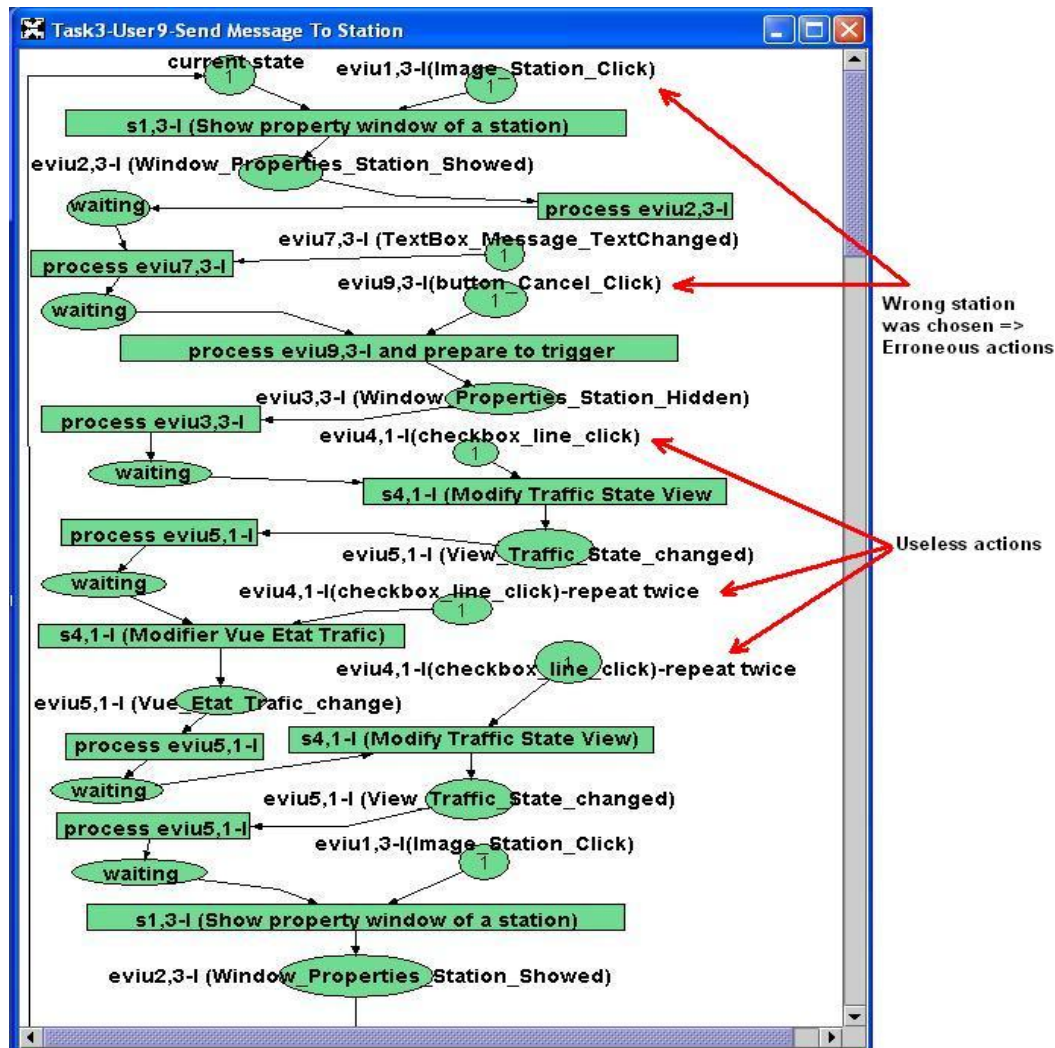 Task3-User9-Send Message To Station
current state
1
eviu1,3-I(Image_Station_Click)
1
s1,3-I (Show property window of a station)
eviu2,3-I (Window_Properties_Station_Showed)
waiting
process eviu2,3-I
eviu7,3-I (TextBox_Message_TextChanged)
1
process eviu7,3-I
eviu9,3-I(button_Cancel_Click)
1
waiting
Wrong station
was chosen =>
Erroneous actions
process eviu9,3-I and prepare to trigger
eviu3,3-I (Window_Properties_Station_Hidden)
process eviu3,3-I
eviu4,1-I(checkbox_line_click)
1
waiting
s4,1-I (Modify Traffic State View
process eviu5,1-I
eviu5,1-I (View_Traffic_State_changed)
Useless actions
waiting
eviu4,1-I(checkbox_line_click)-repeat twice
1
s4,1-I (Modifier Vue Etat Trafic)
eviu4,1-I(checkbox_line_click)-repeat twice
1
eviu5,1-I (Vue_Etat_Trafic_change)
process eviu5,1-I
s4,1-I (Modify Traffic State View)
waiting
eviu5,1-I (View_Traffic_State_changed)
process eviu5,1-I
eviu1,3-I(Image_Station_Click)
1
waiting
s1,3-I (Show property window of a station)
eviu2,3-I (Window_Properties_Station_Showed)